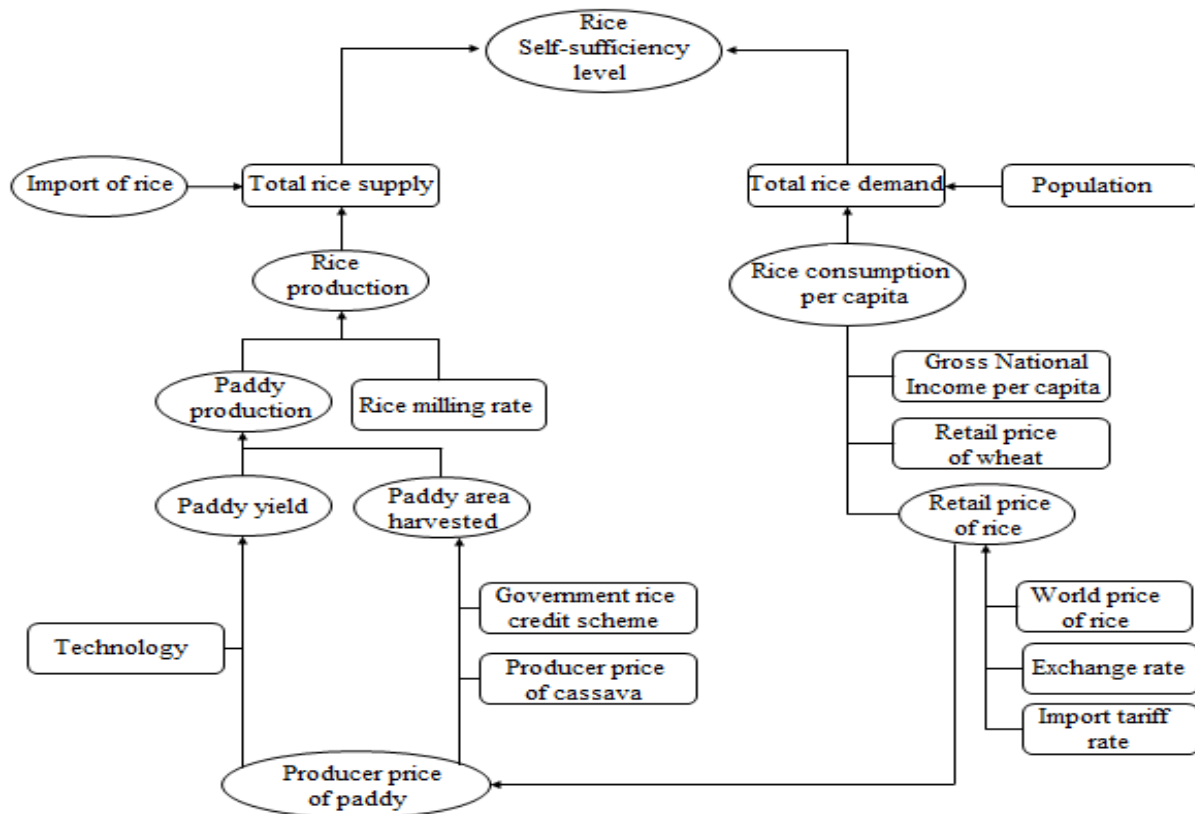 Rice
Self-sufficiency
level
Import of rice
Total rice supply
Total rice demand
Population
Rice
production
Rice consumption
per capita
Gross National
Income per capita
Paddy
production
Rice milling rate
Retail price
of wheat
Paddy yield
Paddy area
harvested
Retail price
of rice
Government rice
credit scheme
World price
of rice
Technology
Producer price
of cassava
Exchange rate
Import tariff
rate
Producer price
of paddy